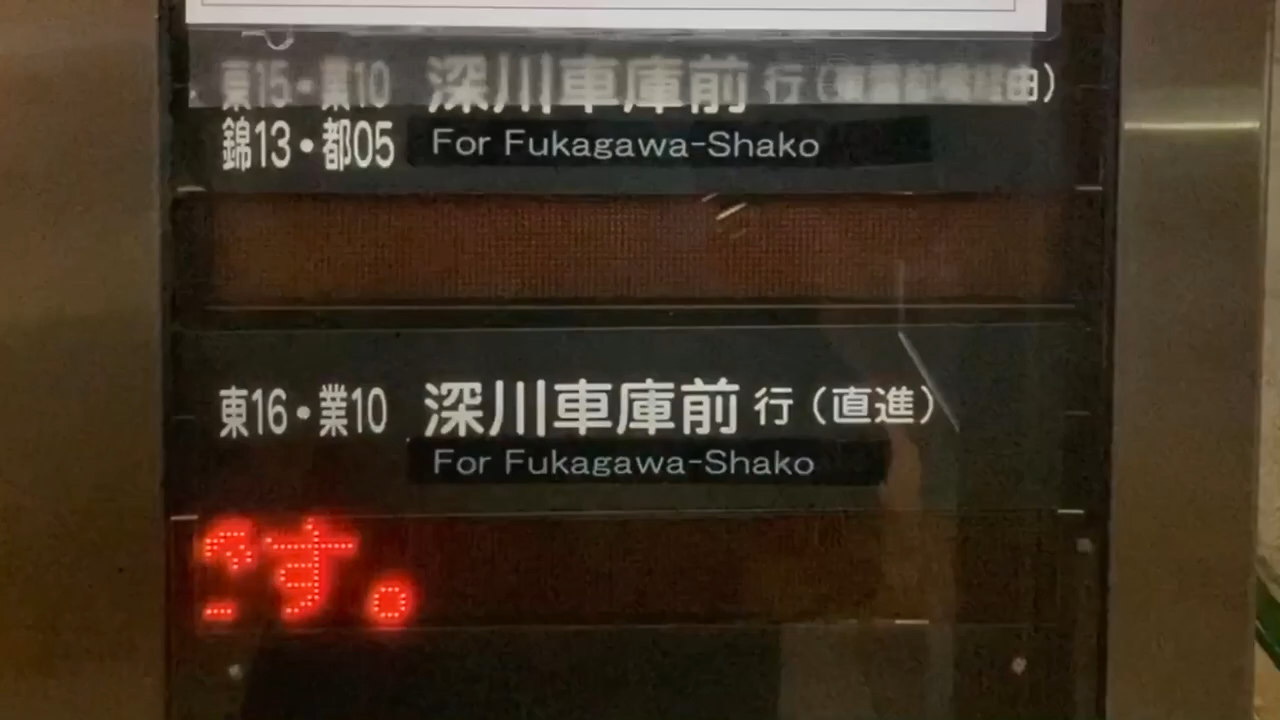 東15・業10 深川車庫前 行
錦13・都05 For Fukagawa-Shako
東16・業10 深川車庫前 行（直進）
For Fukagawa-Shako
す。